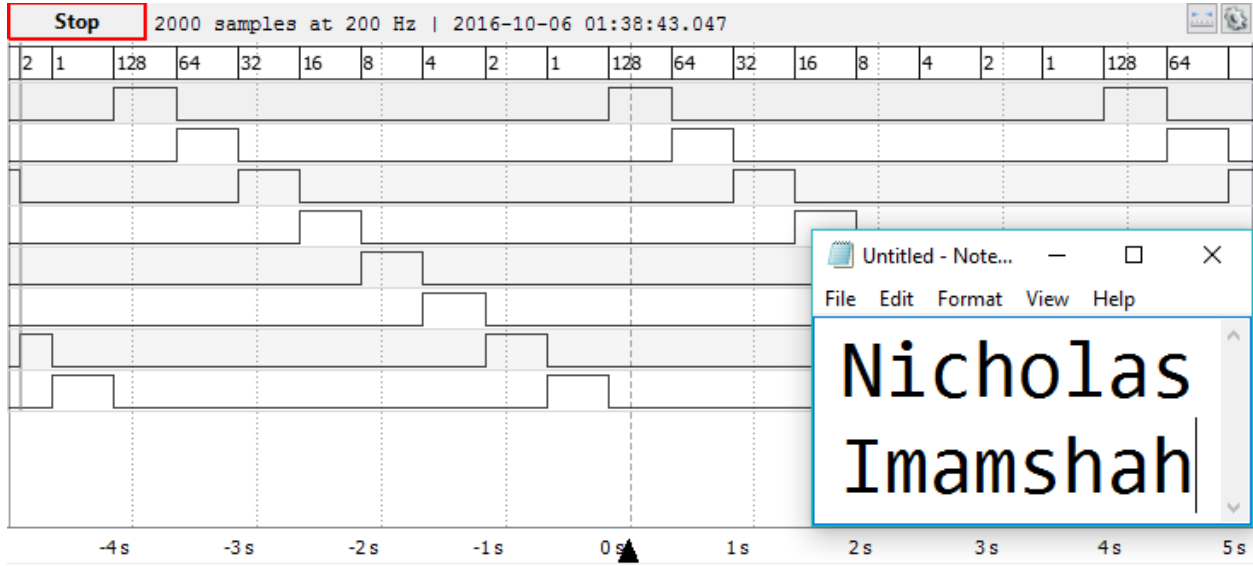 Stop 2000 samples at 200 Hz | 2016-10-06 01:38:43.047
2 1 128 64 32 16 8 4 2 1 128 64 32 16 8 4 2 1 128 64
Untitled - Note...
File Edit Format View Help
Nicholas
Imamshah
-4 s -3 s -2 s -1 s 0 s 1 s 2 s 3 s 4 s 5 s